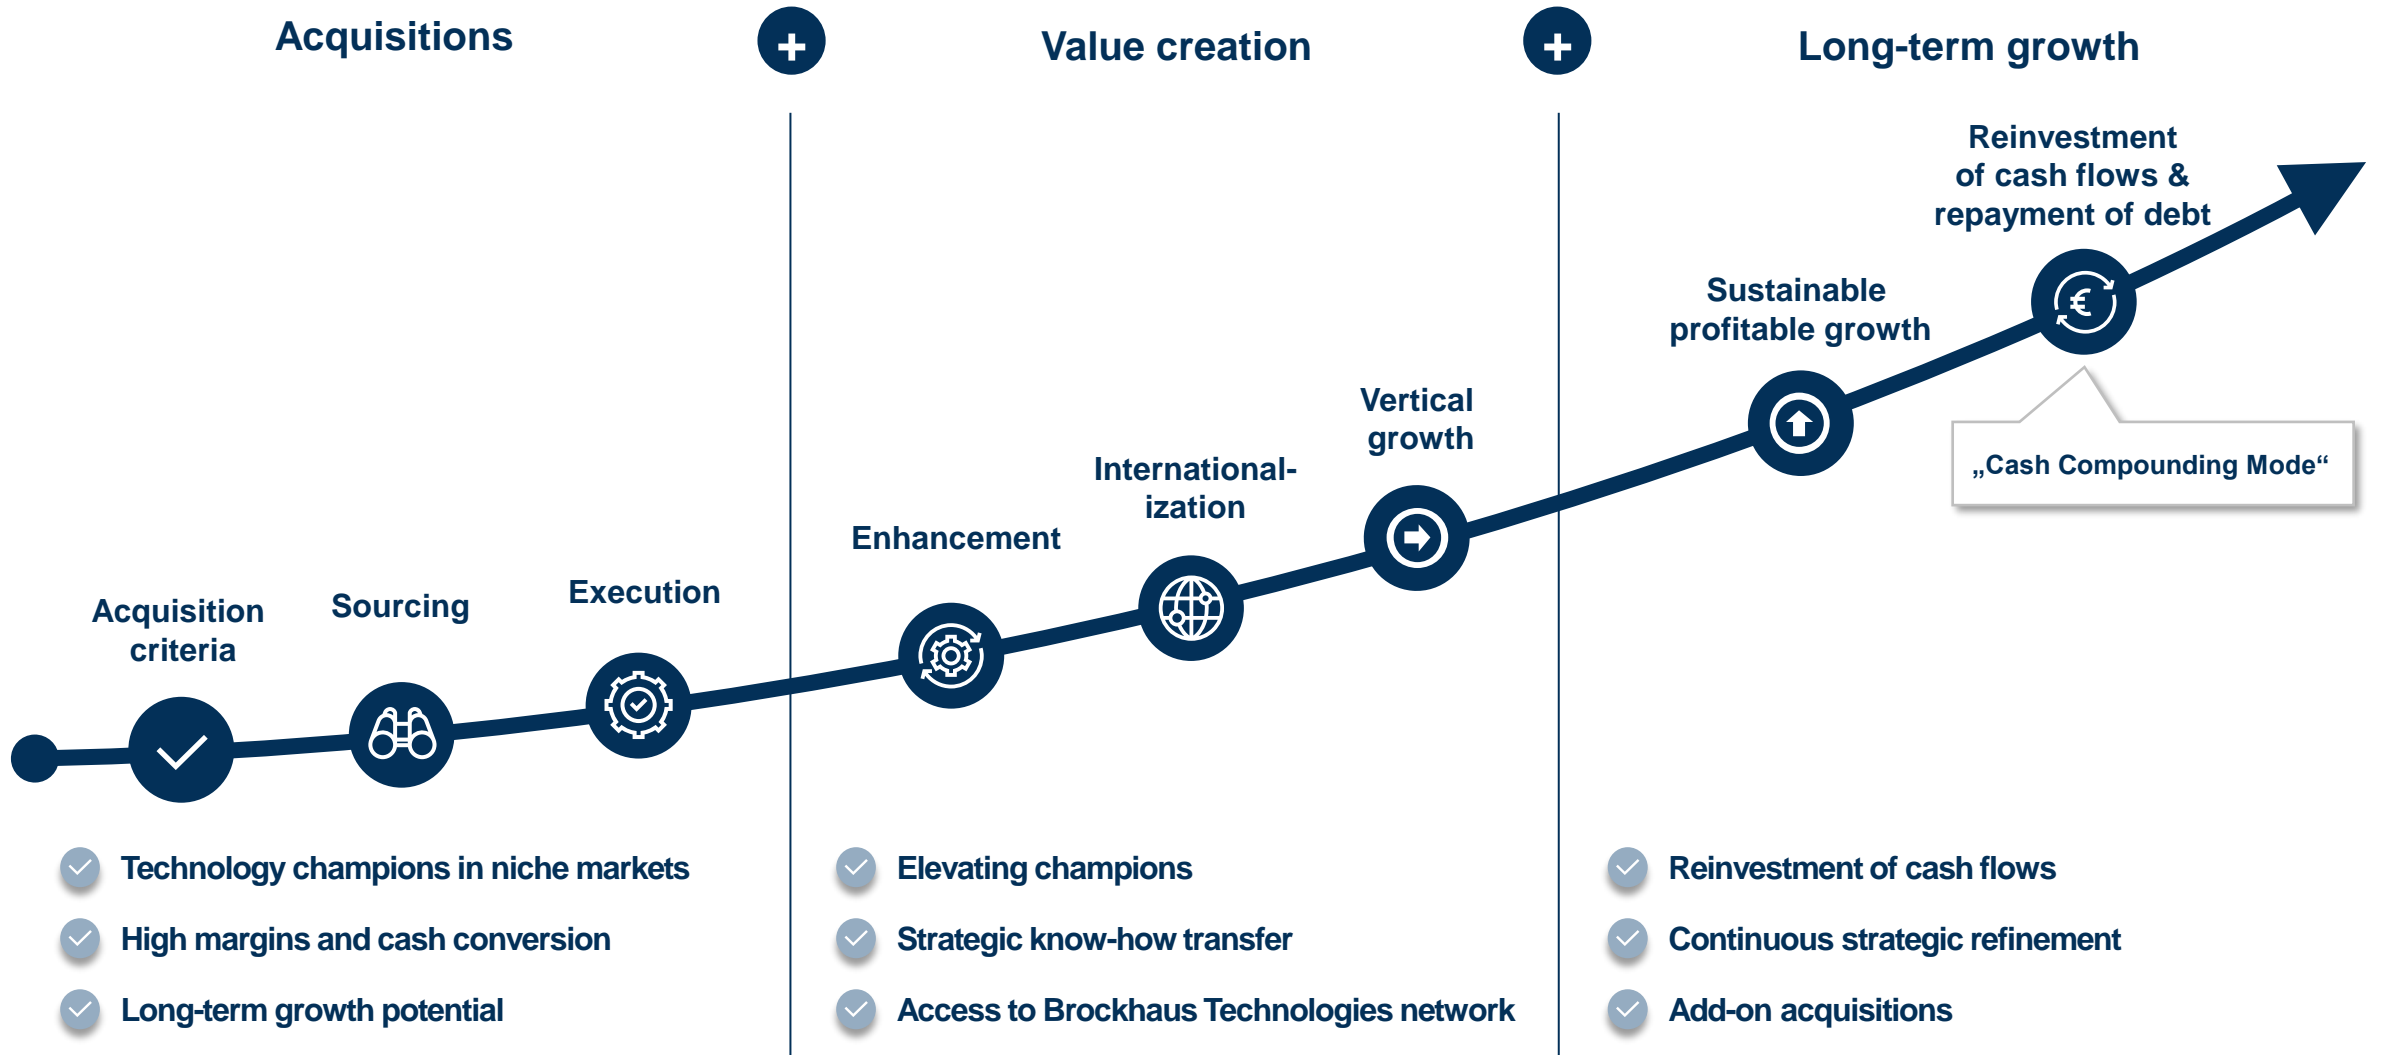 Acquisitions
+
Value creation
+
Long-term growth
Acquisition
criteria
Sourcing
Execution
Enhancement
International-
ization
Vertical
growth
Sustainable
profitable growth
Reinvestment
of cash flows &
repayment of debt
€
„Cash Compounding Mode“
Technology champions in niche markets
High margins and cash conversion
Long-term growth potential
Elevating champions
Strategic know-how transfer
Access to Brockhaus Technologies network
Reinvestment of cash flows
Continuous strategic refinement
Add-on acquisitions